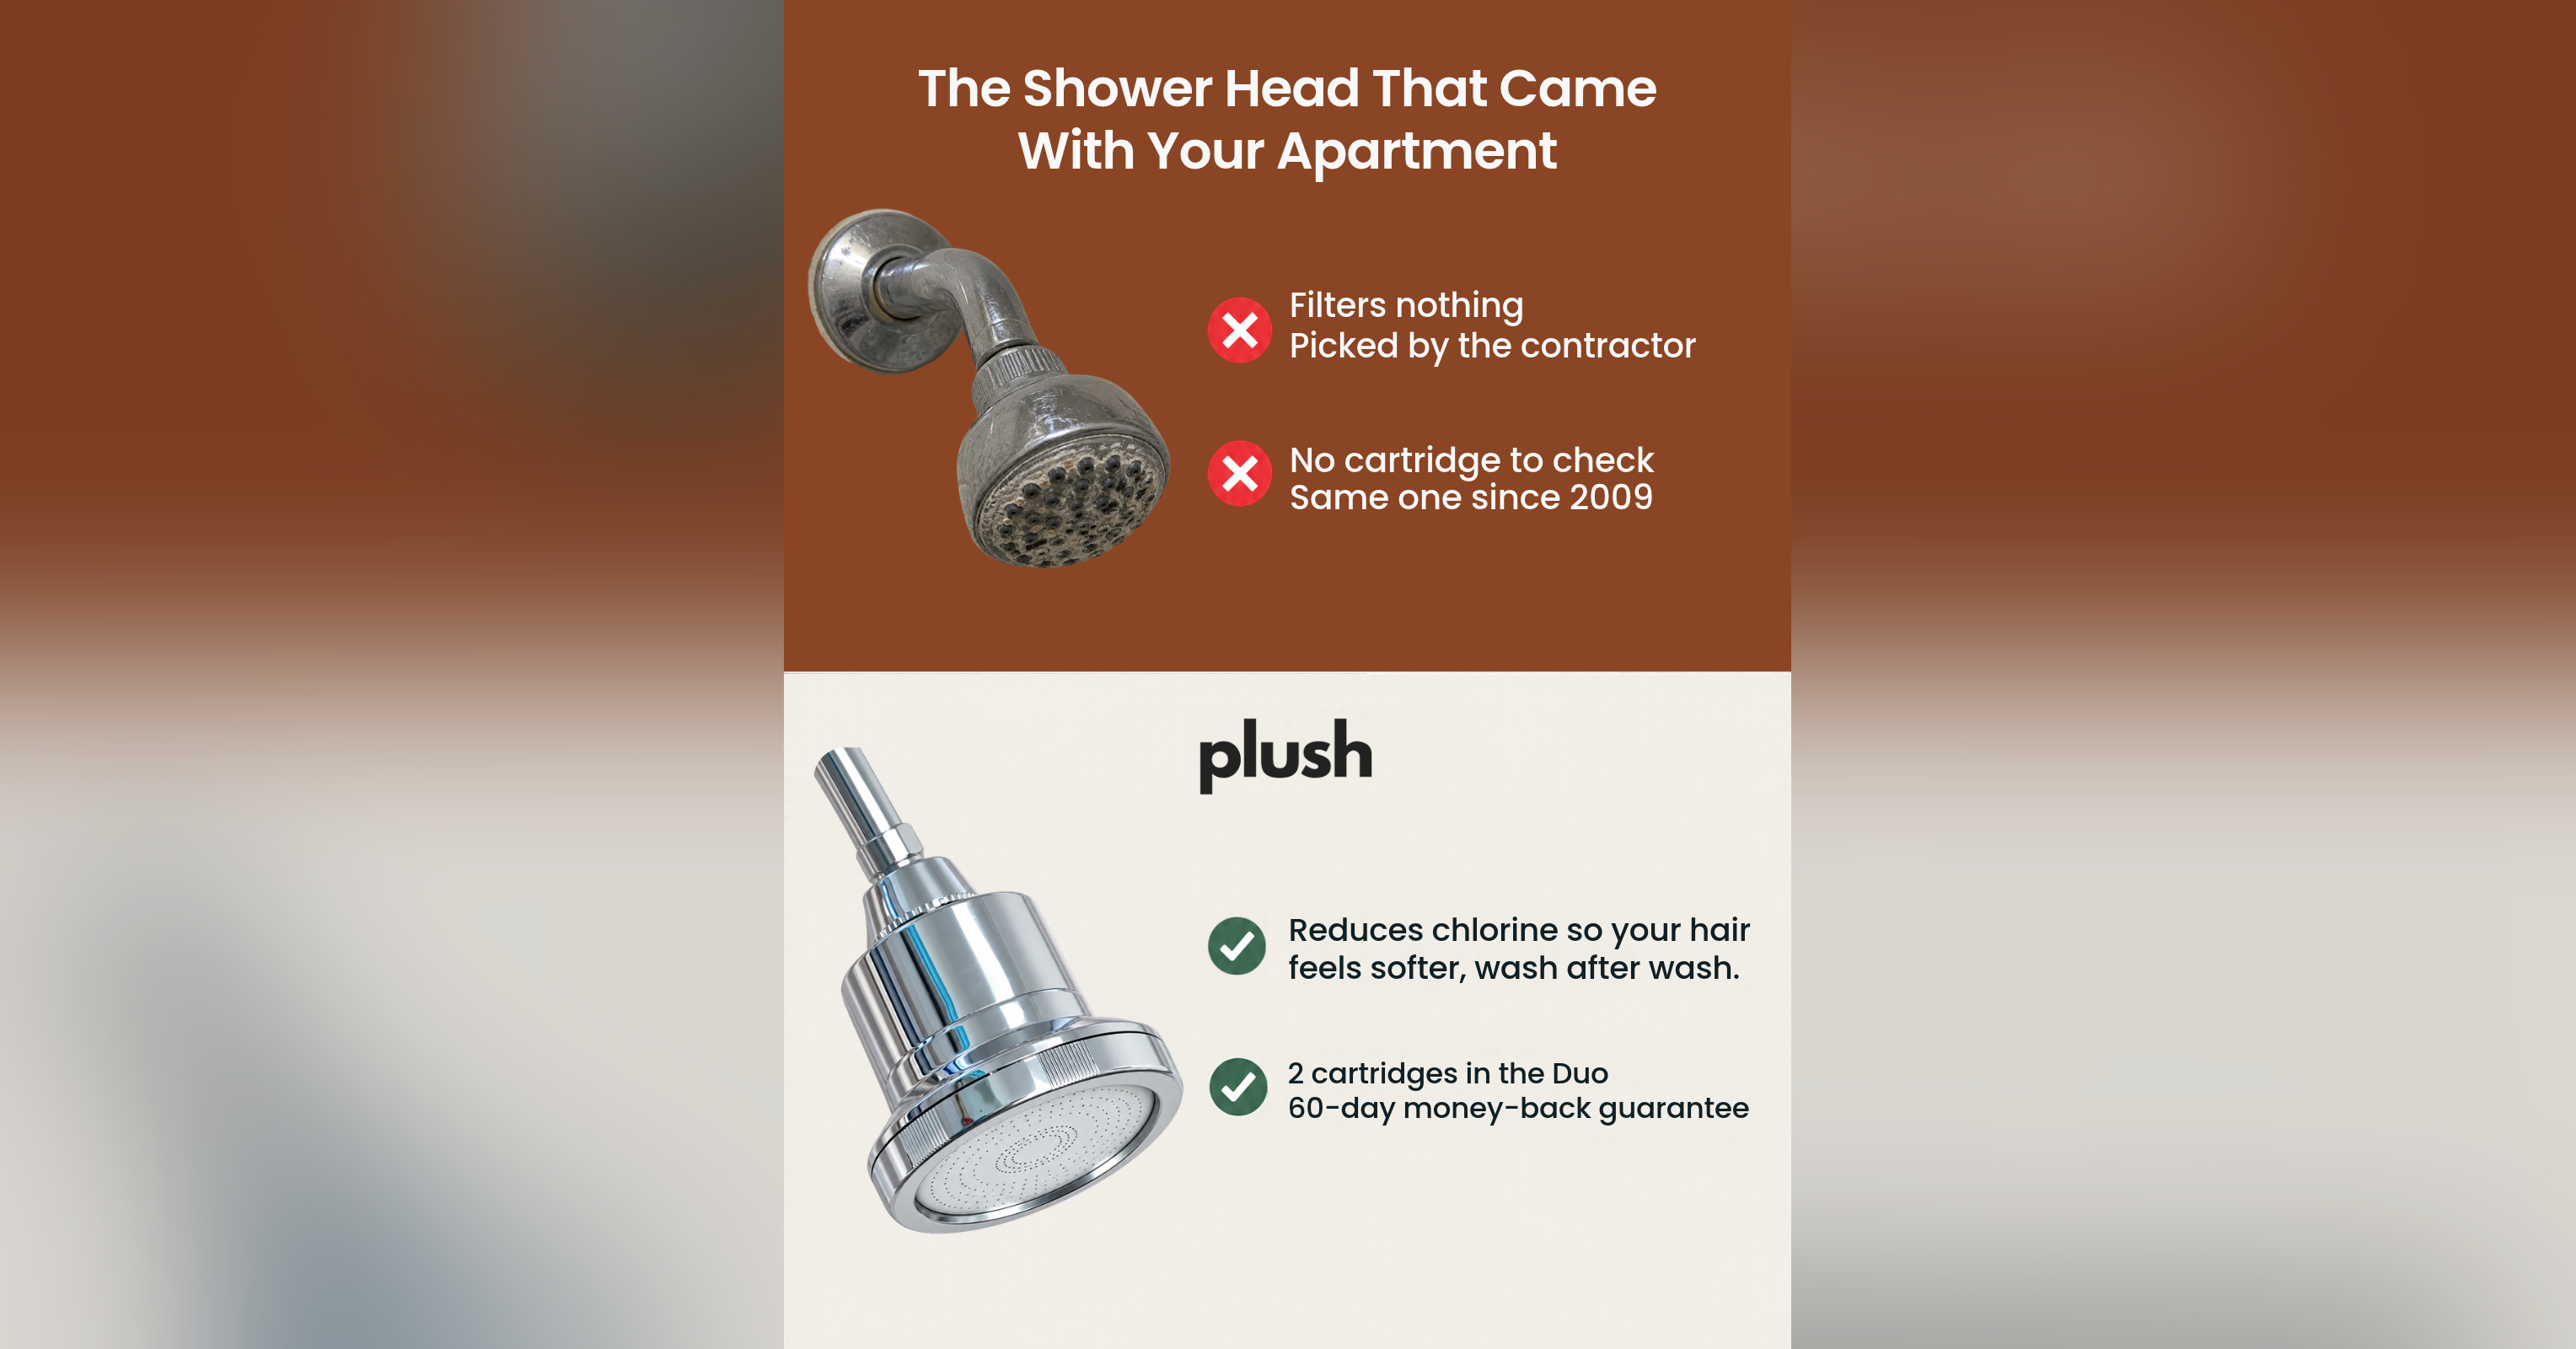 The Shower Head That Came
With Your Apartment
Filters nothing
Picked by the contractor
No cartridge to check
Same one since 2009
plush
Reduces chlorine so your hair
feels softer, wash after wash.
2 cartridges in the Duo
60-day money-back guarantee